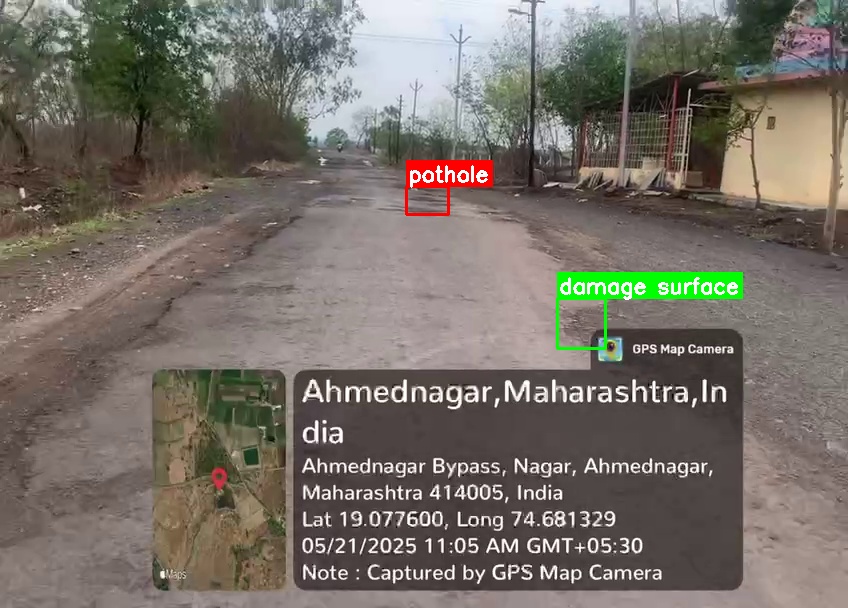 pothole
damage surface
GPS Map Camera
Ahmednagar,Maharashtra,In
dia
Ahmednagar Bypass, Nagar, Ahmednagar,
Maharashtra 414005, India
Lat 19.077600, Long 74.681329
05/21/2025 11:05 AM GMT+05:30
Note : Captured by GPS Map Camera
Maps